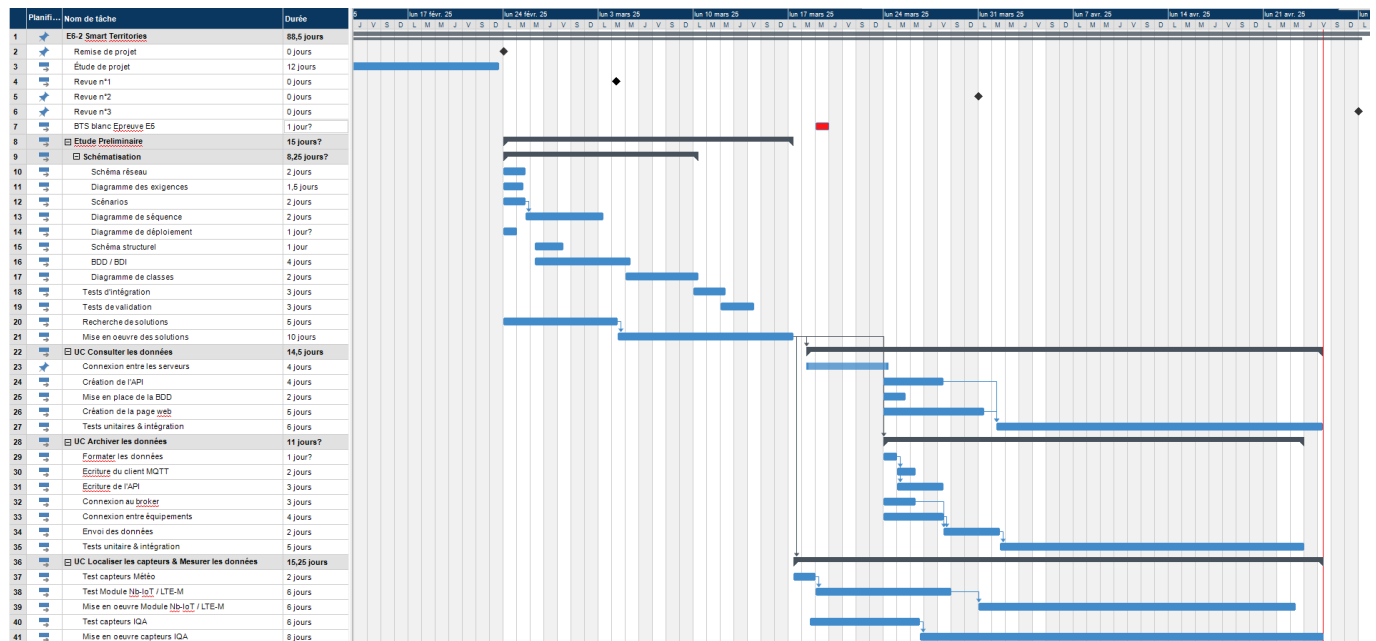 Planifi... Nom de tâche Durée 5 lun 17 févr. 25 lun 24 févr. 25 lun 3 mars 25 lun 10 mars 25 lun 17 mars 25 lun 24 mars 25 lun 31 mars 25 lun 7 avr. 25 lun 14 avr. 25 lun 21 avr. 25 lun
J V S D L M M J V S D L M M J V S D L M M J V S D L M M J V S D L M M J V S D L M M J V S D L M M J V S D L M M J V S D L M M J V S D L M M J V S D L
1 E6-2 Smart Territories 88,5 jours
2 Remise de projet 0 jours
3 Étude de projet 12 jours
4 Revue n°1 0 jours
5 Revue n°2 0 jours
6 Revue n°3 0 jours
7 BTS blanc Epreuve E5 1 jour?
8 Etude Preliminaire 15 jours?
9 Schématisation 8,25 jours?
10 Schéma réseau 2 jours
11 Diagramme des exigences 1,5 jours
12 Scénarios 2 jours
13 Diagramme de séquence 2 jours
14 Diagramme de déploiement 1 jour?
15 Schéma structurel 1 jour
16 BDD / BDI 4 jours
17 Diagramme de classes 2 jours
18 Tests d'intégration 3 jours
19 Tests de validation 3 jours
20 Recherche de solutions 5 jours
21 Mise en oeuvre des solutions 10 jours
22 UC Consulter les données 14,5 jours
23 Connexion entre les serveurs 4 jours
24 Création de l'API 4 jours
25 Mise en place de la BDD 2 jours
26 Création de la page web 5 jours
27 Tests unitaires & intégration 6 jours
28 UC Archiver les données 11 jours?
29 Formater les données 1 jour?
30 Ecriture du client MQTT 2 jours
31 Ecriture de l'API 3 jours
32 Connexion au broker 3 jours
33 Connexion entre équipements 4 jours
34 Envoi des données 2 jours
35 Tests unitaire & intégration 5 jours
36 UC Localiser les capteurs & Mesurer les données 15,25 jours
37 Test capteurs Météo 2 jours
38 Test Module Nb-IoT / LTE-M 6 jours
39 Mise en oeuvre Module Nb-IoT / LTE-M 6 jours
40 Test capteurs IQA 6 jours
41 Mise en oeuvre capteurs IQA 8 jours